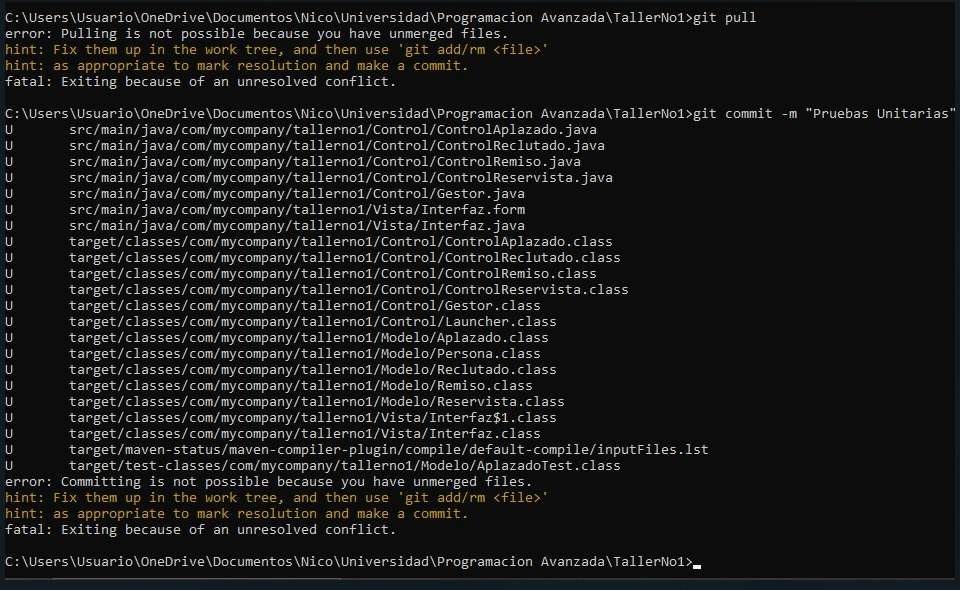 C:\Users\Usuario\OneDrive\Documentos\Nico\Universidad\Programacion Avanzada\TallerNo1>git pull
error: Pulling is not possible because you have unmerged files.
hint: Fix them up in the work tree, and then use 'git add/rm <file>'
hint: as appropriate to mark resolution and make a commit.
fatal: Exiting because of an unresolved conflict.

C:\Users\Usuario\OneDrive\Documentos\Nico\Universidad\Programacion Avanzada\TallerNo1>git commit -m "Pruebas Unitarias"
U       src/main/java/com/mycompany/tallerno1/Control/ControlAplazado.java
U       src/main/java/com/mycompany/tallerno1/Control/ControlReclutado.java
U       src/main/java/com/mycompany/tallerno1/Control/ControlRemiso.java
U       src/main/java/com/mycompany/tallerno1/Control/ControlReservista.java
U       src/main/java/com/mycompany/tallerno1/Control/Gestor.java
U       src/main/java/com/mycompany/tallerno1/Vista/Interfaz.form
U       src/main/java/com/mycompany/tallerno1/Vista/Interfaz.java
U       target/classes/com/mycompany/tallerno1/Control/ControlAplazado.class
U       target/classes/com/mycompany/tallerno1/Control/ControlReclutado.class
U       target/classes/com/mycompany/tallerno1/Control/ControlRemiso.class
U       target/classes/com/mycompany/tallerno1/Control/ControlReservista.class
U       target/classes/com/mycompany/tallerno1/Control/Gestor.class
U       target/classes/com/mycompany/tallerno1/Control/Launcher.class
U       target/classes/com/mycompany/tallerno1/Modelo/Aplazado.class
U       target/classes/com/mycompany/tallerno1/Modelo/Persona.class
U       target/classes/com/mycompany/tallerno1/Modelo/Reclutado.class
U       target/classes/com/mycompany/tallerno1/Modelo/Remiso.class
U       target/classes/com/mycompany/tallerno1/Modelo/Reservista.class
U       target/classes/com/mycompany/tallerno1/Vista/Interfaz$1.class
U       target/classes/com/mycompany/tallerno1/Vista/Interfaz.class
U       target/maven-status/maven-compiler-plugin/compile/default-compile/inputFiles.lst
U       target/test-classes/com/mycompany/tallerno1/Modelo/AplazadoTest.class
error: Committing is not possible because you have unmerged files.
hint: Fix them up in the work tree, and then use 'git add/rm <file>'
hint: as appropriate to mark resolution and make a commit.
fatal: Exiting because of an unresolved conflict.

C:\Users\Usuario\OneDrive\Documentos\Nico\Universidad\Programacion Avanzada\TallerNo1>